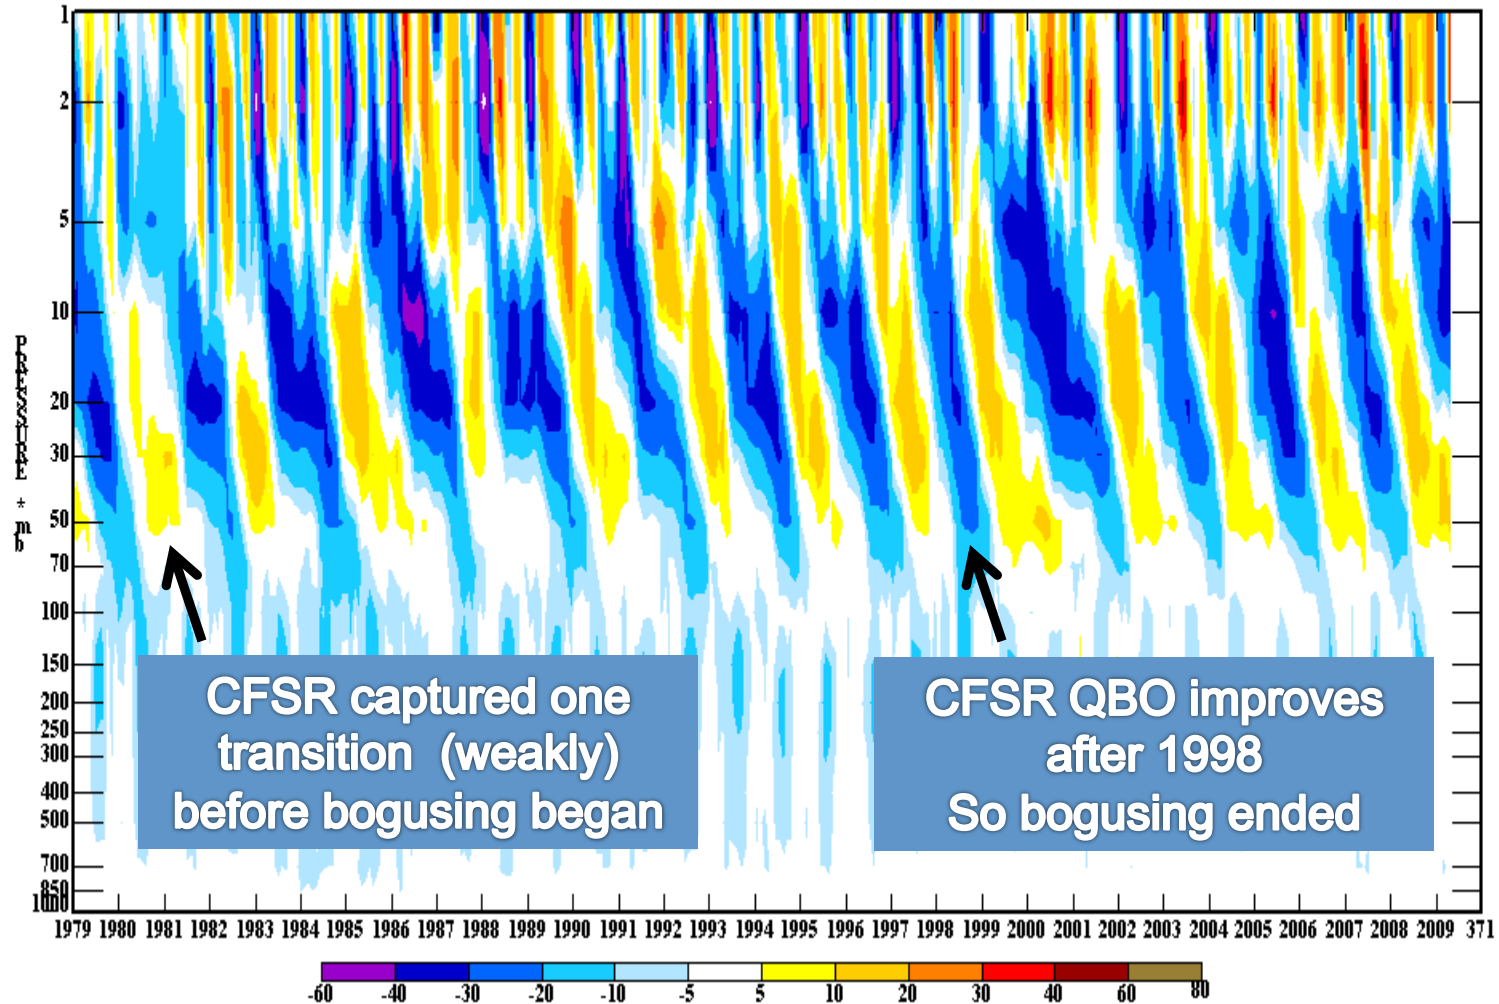 1
2
5
10
20
30
50
70
100
150
200
250
300
400
500
700
850
1000
PRESSURE * mb
CFSR captured one
transition (weakly)
before bogusing began
CFSR QBO improves
after 1998
So bogusing ended
1979 1980 1981 1982 1983 1984 1985 1986 1987 1988 1989 1990 1991 1992 1993 1994 1995 1996 1997 1998 1999 2000 2001 2002 2003 2004 2005 2006 2007 2008 2009 371
-60 -40 -30 -20 -10 -5 5 10 20 30 40 60 80